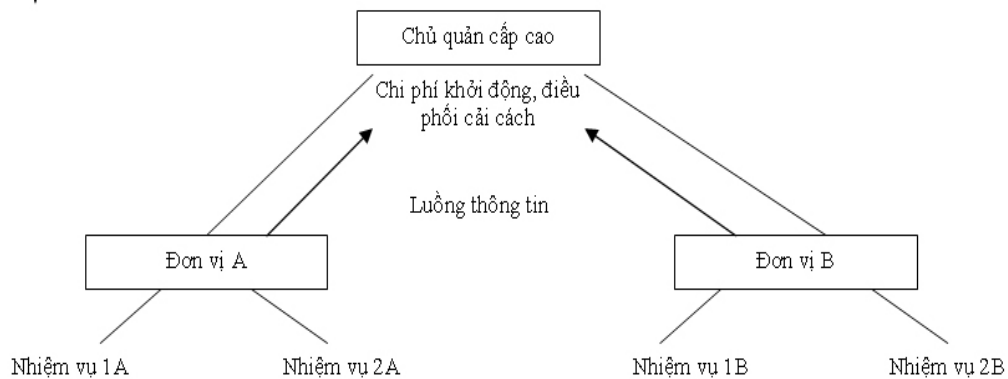 Chủ quản cấp cao
Chi phí khởi động, điều
phối cải cách
Luồng thông tin
Đơn vị A
Đơn vị B
Nhiệm vụ 1A
Nhiệm vụ 2A
Nhiệm vụ 1B
Nhiệm vụ 2B